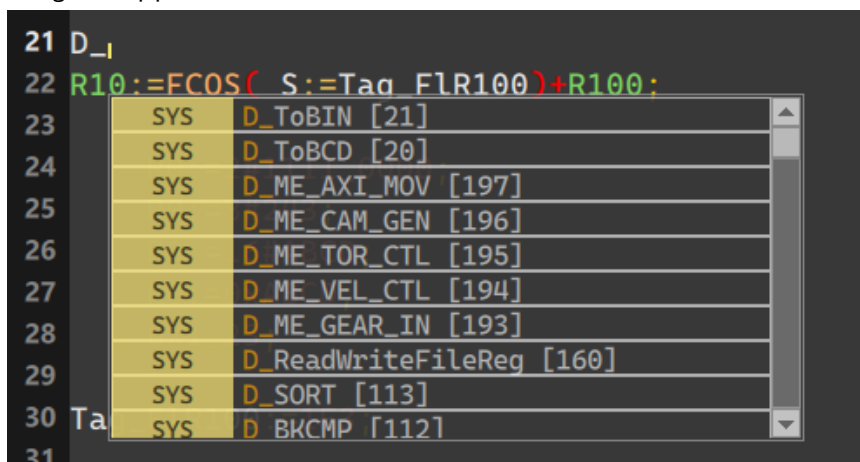 21 D_
22 R10:=FCOS( S:=Tag_FlR100)+R100;
23 SYS D_ToBIN [21]
SYS D_ToBCD [20]
24
SYS D_ME_AXI_MOV [197]
25 SYS D_ME_CAM_GEN [196]
26 SYS D_ME_TOR_CTL [195]
27 SYS D_ME_VEL_CTL [194]
28 SYS D_ME_GEAR_IN [193]
SYS D_ReadWriteFileReg [160]
29
SYS D_SORT [113]
30 Ta SYS D_BKCMP [112]
31